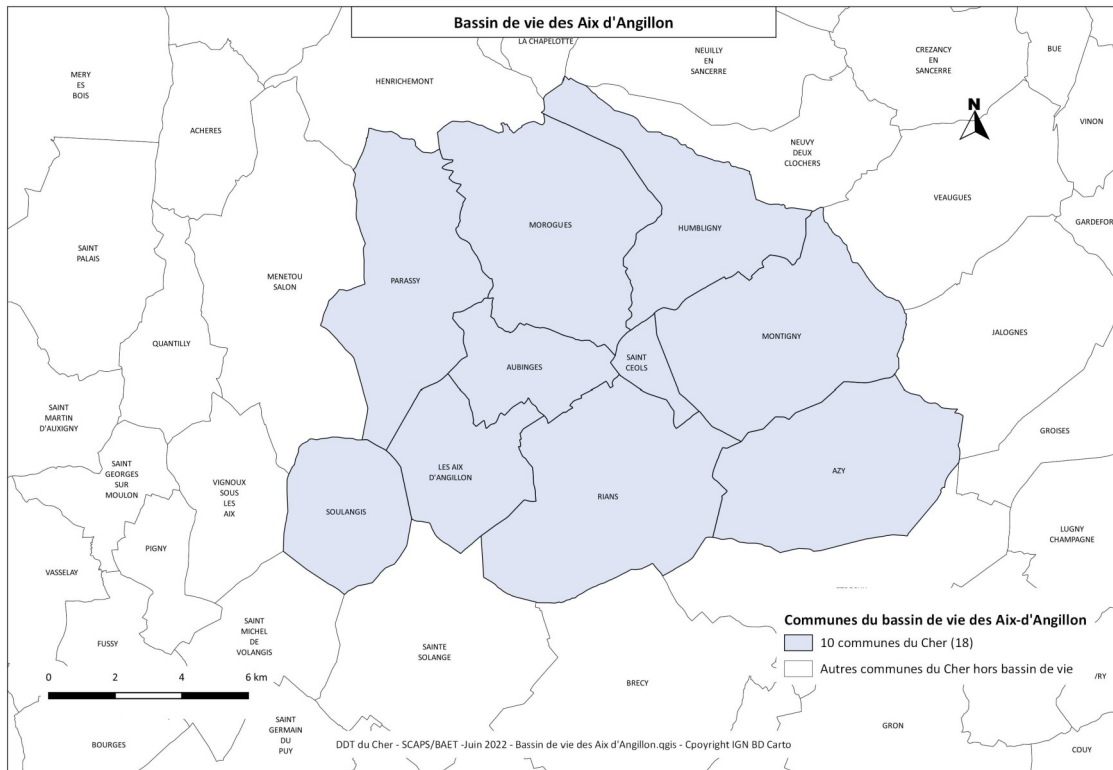 Bassin de vie des Aix d'Angillon
LA CHAPELOTTE
NEUILLY
EN
SANCERRE
CREZANCY
EN
SANCERRE
BUE
MERY
ES
BOIS
HENRICHEMONT
ACHERES
N
VINON
NEUVY
DEUX
CLOCHERS
VEAUGUES
GARDEFOR
MOROGUES
HUMBLIGNY
SAINT
PALAIS
MENETOU
SALON
PARASSY
QUANTILLY
MONTIGNY
JALOGNES
SAINT
CEOLS
AUBINGES
SAINT
MARTIN
D'AUXIGNY
GROISES
SAINT
GEORGES
SUR
MOULON
VIGNOUX
SOUS
LES
AIX
LES AIX
D'ANGILLON
AZY
RIANS
SOULANGIS
PIGNY
LUGNY
CHAMPAGNE
VASSELAY
FUSSY
SAINT
MICHEL
DE
VOLANGIS
SAINTE
SOLANGE
BRECY
Communes du bassin de vie des Aix-d'Angillon
10 communes du Cher (18)
Autres communes du Cher hors bassin de vie
/RY
0 2 4 6 km
GRON
SAINT
GERMAIN
DU
PUY
BOURGES
COUY
DDT du Cher - SCAPS/BAET -Juin 2022 - Bassin de vie des Aix d'Angillon.qgis - Cpoyright IGN BD Carto